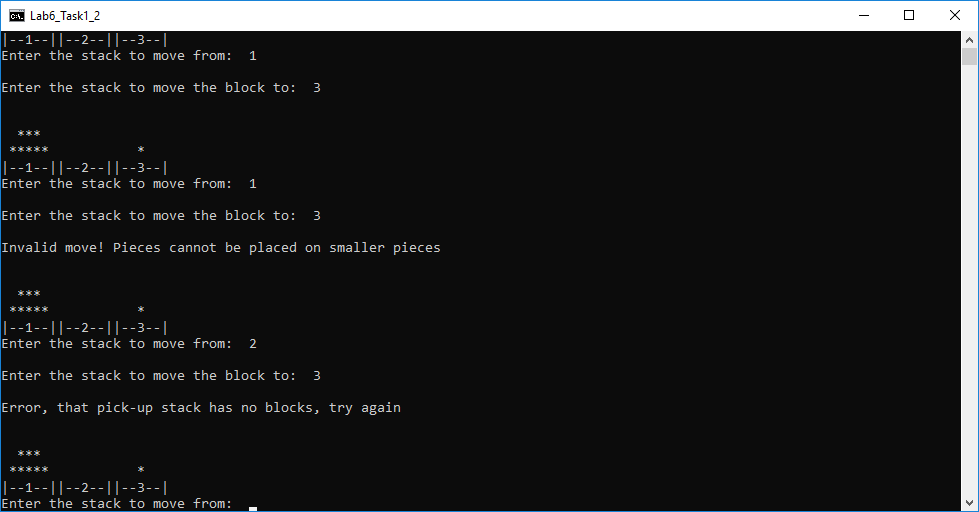 Lab6_Task1_2
|--1--||--2--||--3--|
Enter the stack to move from:  1
Enter the stack to move the block to:  3
  ***
 *****           *
|--1--||--2--||--3--|
Enter the stack to move from:  1
Enter the stack to move the block to:  3
Invalid move! Pieces cannot be placed on smaller pieces
  ***
 *****           *
|--1--||--2--||--3--|
Enter the stack to move from:  2
Enter the stack to move the block to:  3
Error, that pick-up stack has no blocks, try again
  ***
 *****           *
|--1--||--2--||--3--|
Enter the stack to move from: